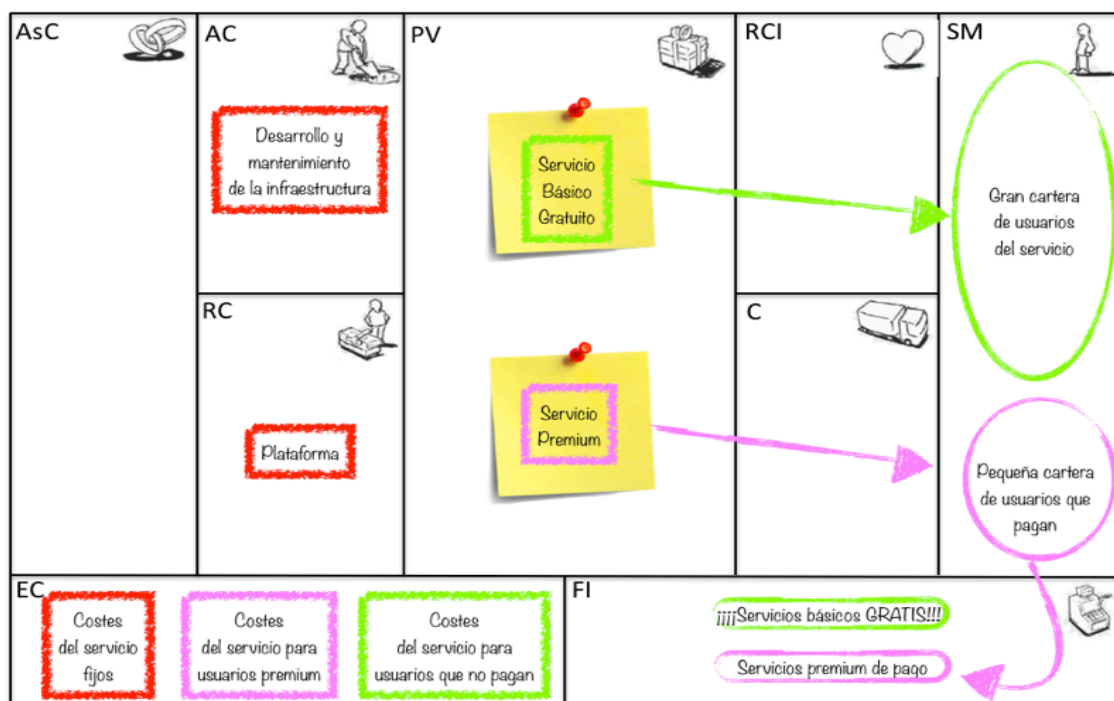 AsC
AC
PV
RCI
SM
Desarrollo y
mantenimiento
de la infraestructura
Servicio
Básico
Gratuito
Gran cartera
de usuarios
del servicio
RC
C
Plataforma
Servicio
Premium
Pequeña cartera
de usuarios que
pagan
EC
Costes
del servicio
fijos
Costes
del servicio para
usuarios premium
Costes
del servicio para
usuarios que no pagan
FI
¡¡¡¡Servicios básicos GRATIS!!!
Servicios premium de pago